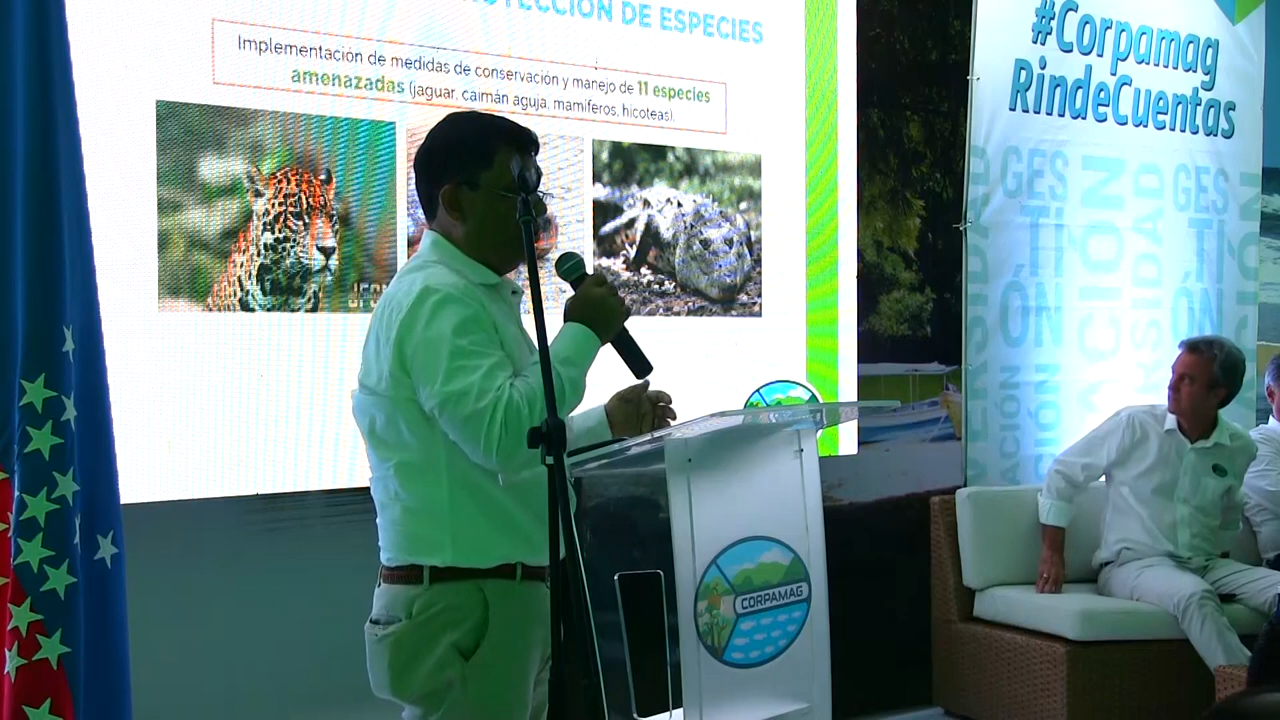 PROTECCIÓN DE ESPECIES
Implementación de medidas de conservación y manejo de 11 especies
amenazadas (jaguar, caimán aguja, mamíferos, hicoteas).
#Corpamag
RindeCuentas
GES
TI
ÓN
GES
TI
ÓN
CORPAMAG